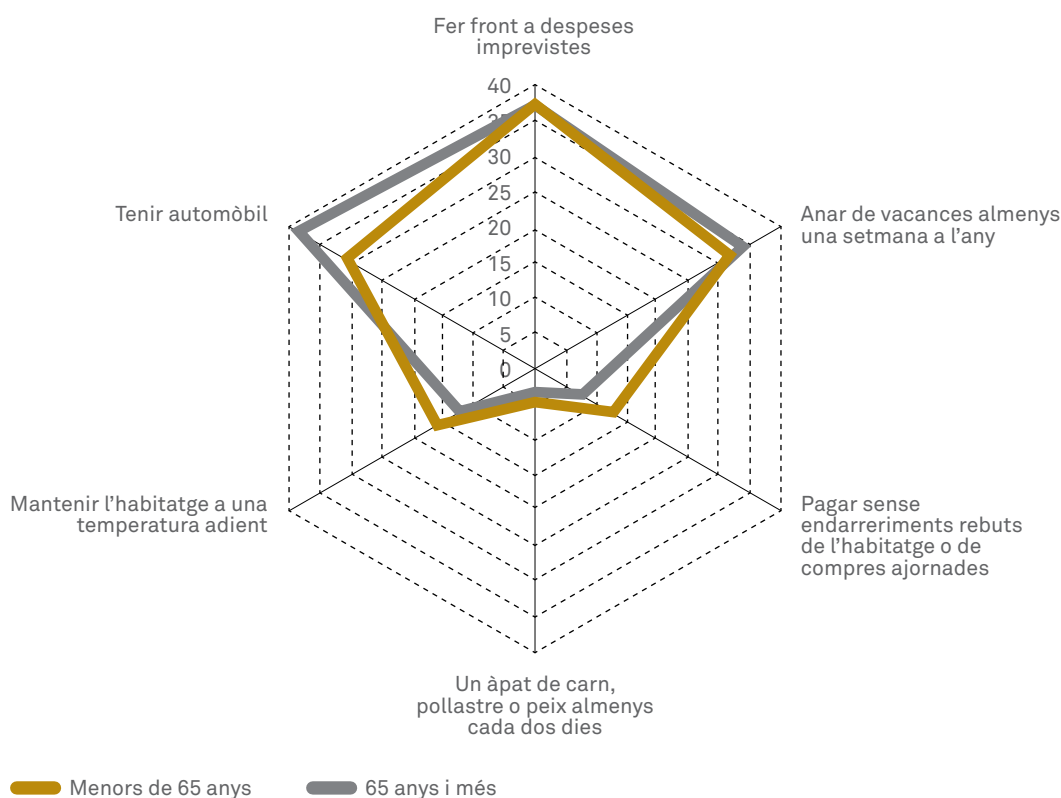 Fer front a despeses
imprevistes
40
35
30
25
20
15
10
5
0
Tenir automòbil
Anar de vacances almenys
una setmana a l’any
Mantenir l’habitatge a una
temperatura adient
Pagar sense
endarreriments rebuts
de l’habitatge o de
compres ajornades
Un àpat de carn,
pollastre o peix almenys
cada dos dies
Menors de 65 anys
65 anys i més